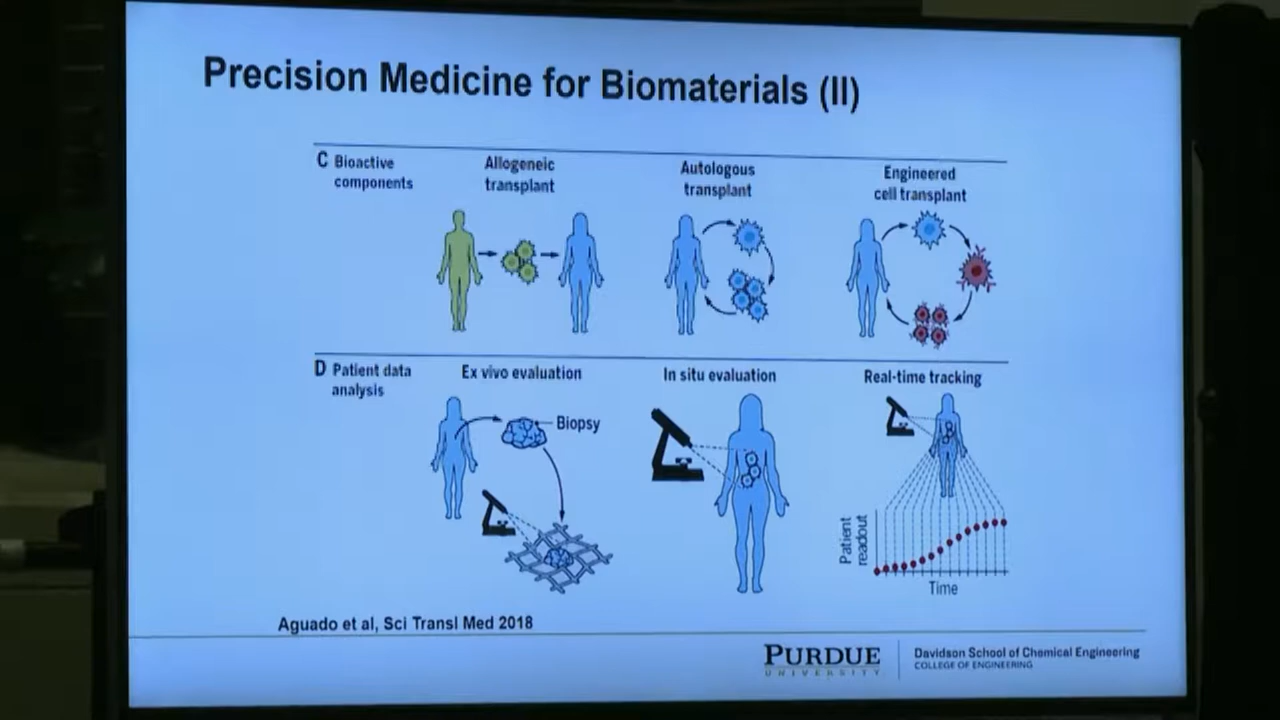 Precision Medicine for Biomaterials (II)
C Bioactive
components
Allogeneic
transplant
Autologous
transplant
Engineered
cell transplant
D Patient data
analysis
Ex vivo evaluation
Biopsy
In situ evaluation
Real-time tracking
Patient
readout
Time
Aguado et al, Sci Transl Med 2018
PURDUE
UNIVERSITY
Davidson School of Chemical Engineering
COLLEGE OF ENGINEERING